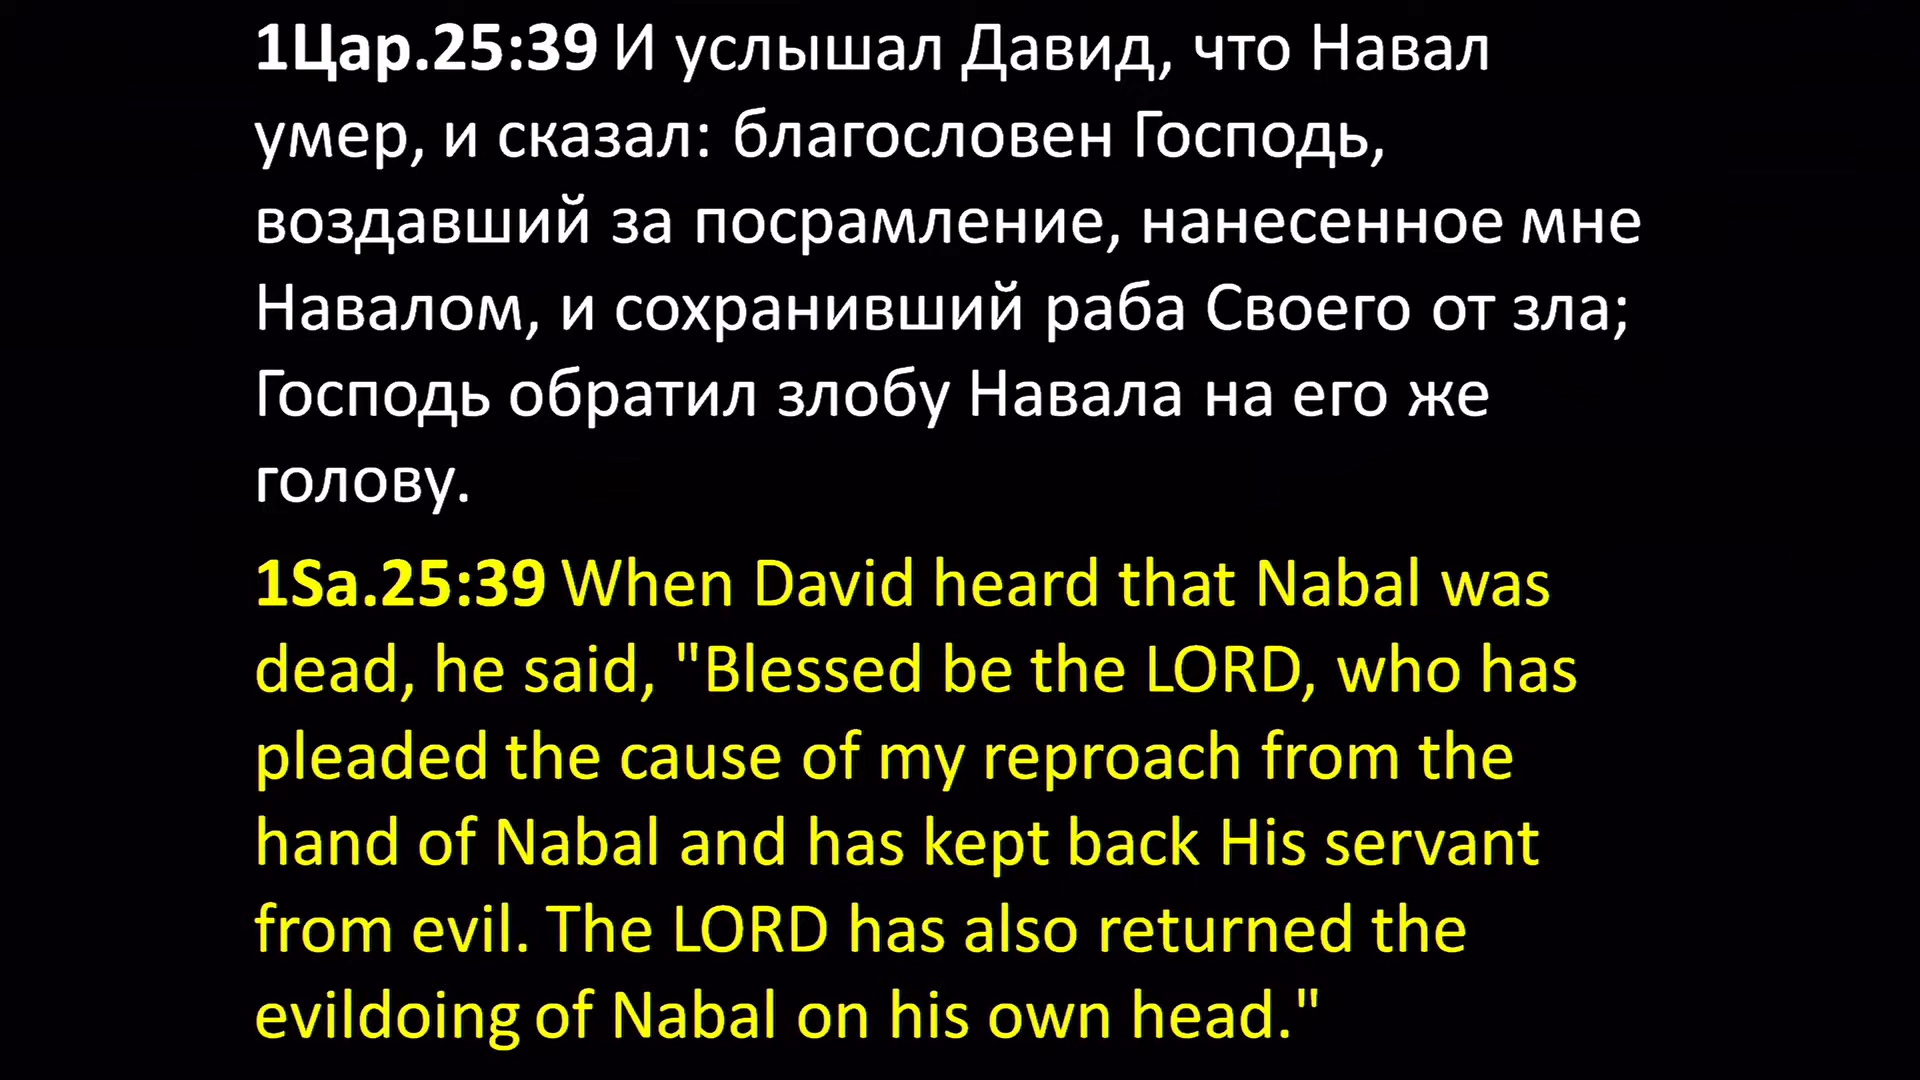 1Цар.25:39 И услышал Давид, что Навал
умер, и сказал: благословен Господь,
воздавший за посрамление, нанесенное мне
Навалом, и сохранивший раба Своего от зла;
Господь обратил злобу Навала на его же
голову.
1Sa.25:39 When David heard that Nabal was
dead, he said, "Blessed be the LORD, who has
pleaded the cause of my reproach from the
hand of Nabal and has kept back His servant
from evil. The LORD has also returned the
evildoing of Nabal on his own head."